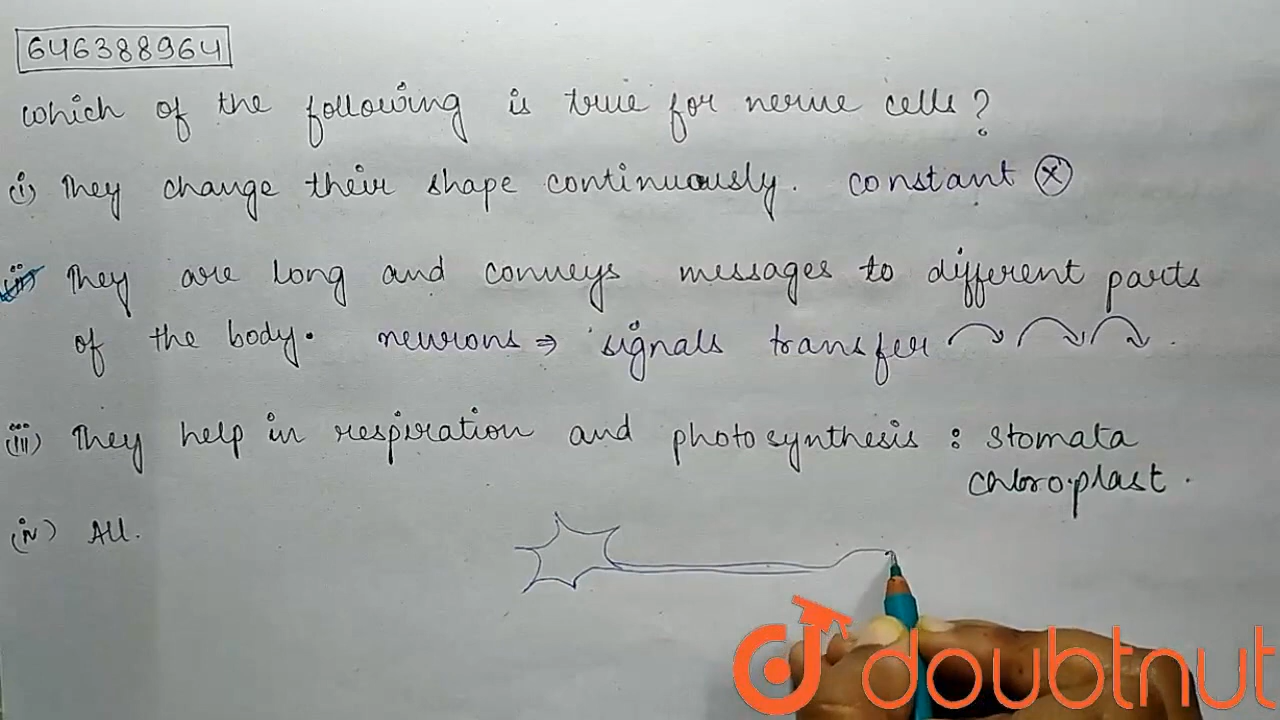 646388964
which of the following is true for nerve cells?
(i) They change their shape continuously. constant (x)
(ii) They are long and conveys messages to different parts
of the body. neurons ⇒ signals transfer
(iii) They help in respiration and photosynthesis : stomata
chloroplast.
(iv) All.
doubtnut